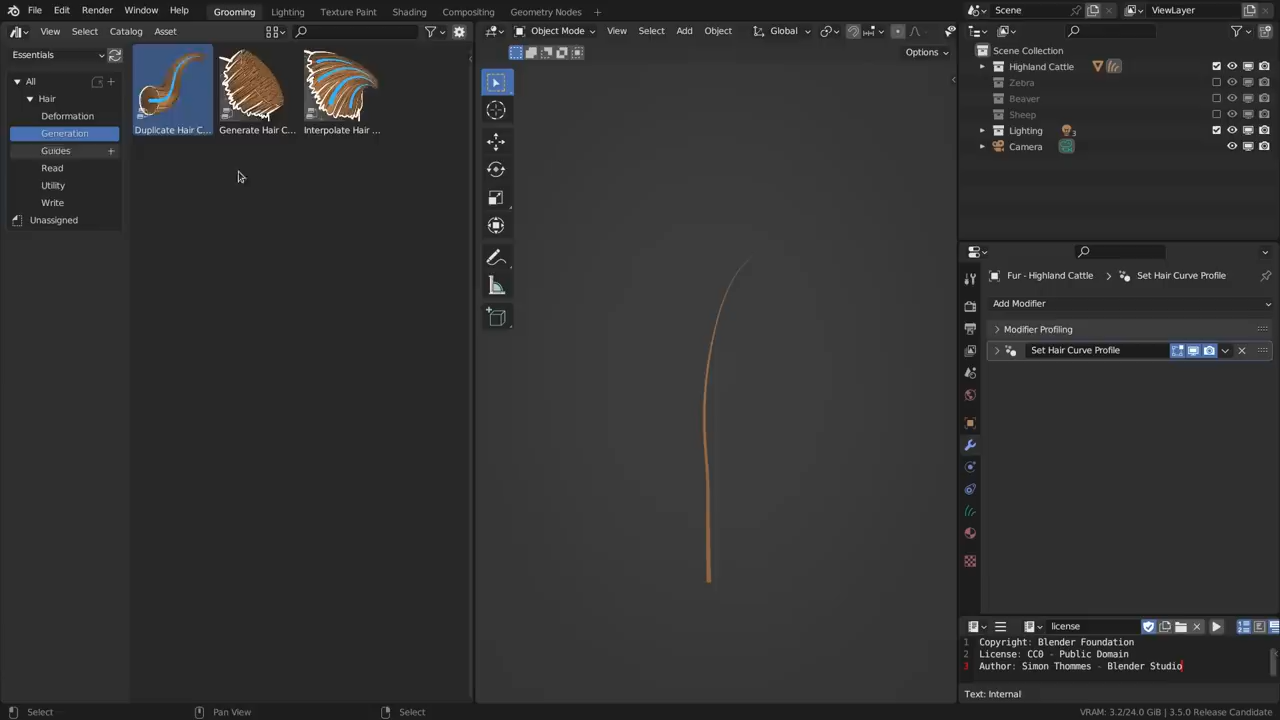 File Edit Render Window Help Grooming Lighting Texture Paint Shading Compositing Geometry Nodes Scene ViewLayer
View Select Catalog Asset
Essentials
All
Hair
Deformation
Generation
Guides
Read
Utility
Write
Unassigned
Duplicate Hair C... Generate Hair C... Interpolate Hair ...
Object Mode View Select Add Object Global
Options
Scene Collection
Highland Cattle
Zebra
Beaver
Sheep
Lighting 3
Camera
Fur - Highland Cattle Set Hair Curve Profile
Add Modifier
Modifier Profiling
Set Hair Curve Profile
license
1 Copyright: Blender Foundation
2 License: CC0 - Public Domain
3 Author: Simon Thommes - Blender Studio
Text: Internal
Select Pan View Select VRAM: 3.2/24.0 GiB | 3.5.0 Release Candidate